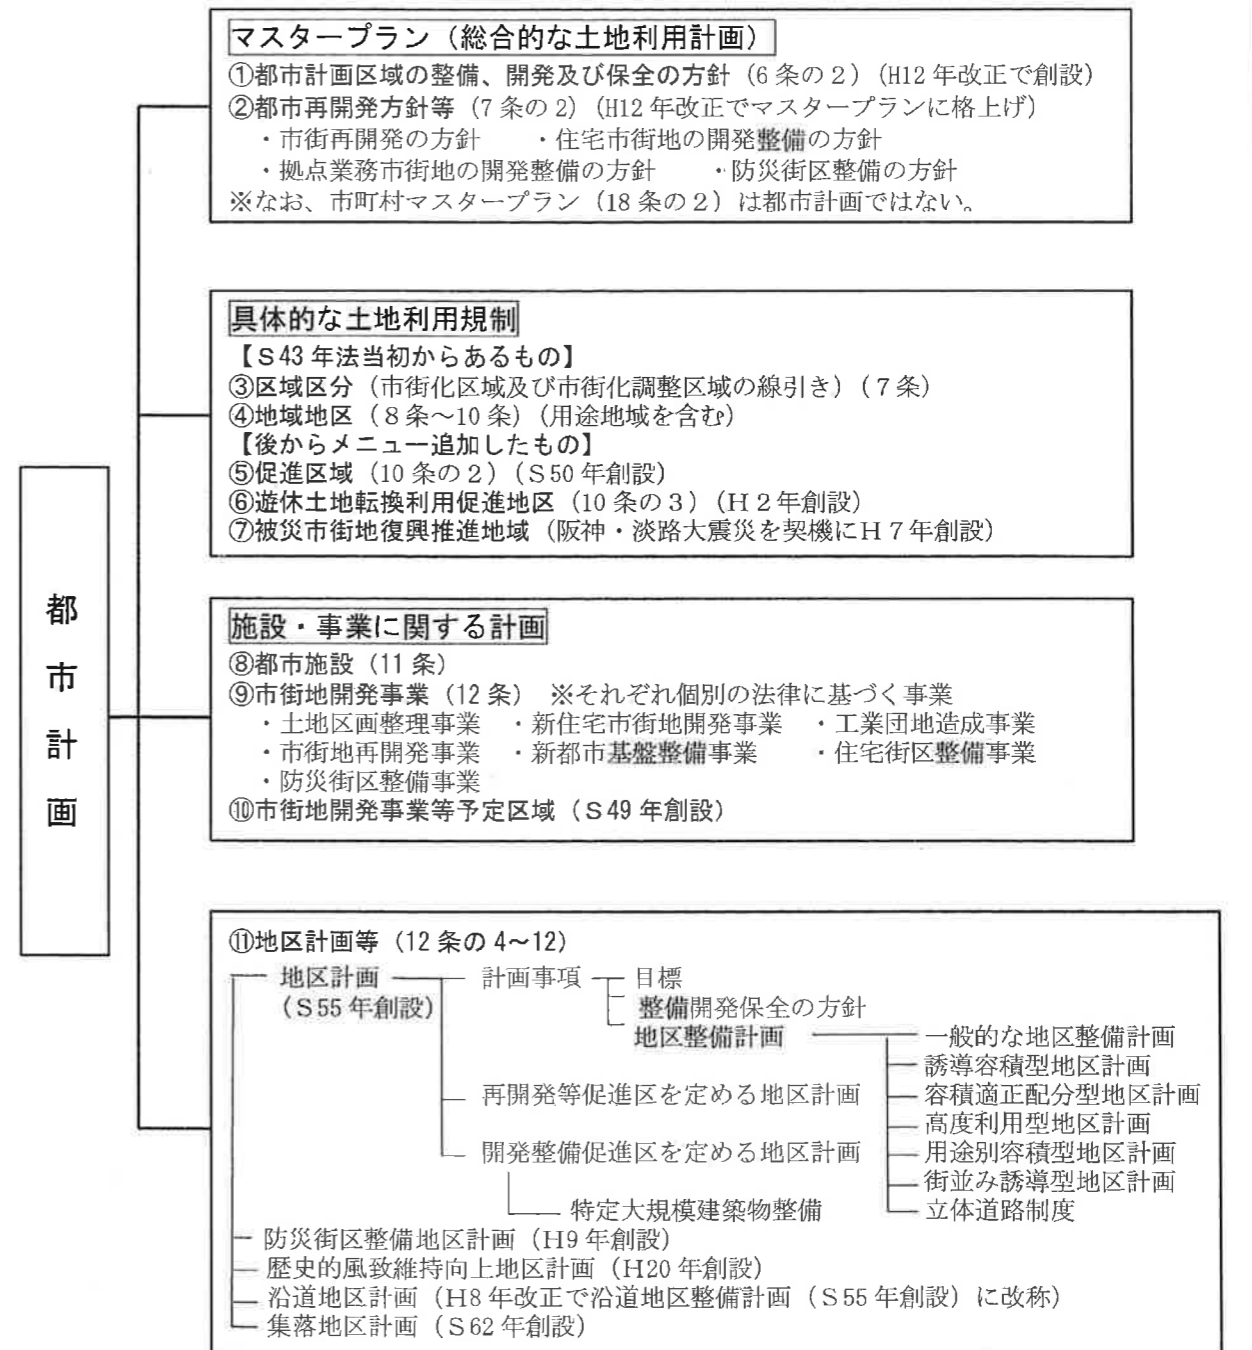 都市計画
マスタープラン（総合的な土地利用計画）
①都市計画区域の整備、開発及び保全の方針（6条の2）（H12年改正で創設）
②都市再開発方針等（7条の2）（H12年改正でマスタープランに格上げ）
・市街再開発の方針　・住宅市街地の開発整備の方針
・拠点業務市街地の開発整備の方針　・防災街区整備の方針
※なお、市町村マスタープラン（18条の2）は都市計画ではない。
具体的な土地利用規制
【S43年法当初からあるもの】
③区域区分（市街化区域及び市街化調整区域の線引き）（7条）
④地域地区（8条～10条）（用途地域を含む）
【後からメニュー追加したもの】
⑤促進区域（10条の2）（S50年創設）
⑥遊休土地転換利用促進地区（10条の3）（H2年創設）
⑦被災市街地復興推進地域（阪神・淡路大震災を契機にH7年創設）
施設・事業に関する計画
⑧都市施設（11条）
⑨市街地開発事業（12条）　※それぞれ個別の法律に基づく事業
・土地区画整理事業　・新住宅市街地開発事業　・工業団地造成事業
・市街地再開発事業　・新都市基盤整備事業　・住宅街区整備事業
・防災街区整備事業
⑩市街地開発事業等予定区域（S49年創設）
⑪地区計画等（12条の4～12）
地区計画　計画事項　目標
（S55年創設）　整備開発保全の方針
地区整備計画　一般的な地区整備計画
誘導容積型地区計画
再開発等促進区を定める地区計画　容積適正配分型地区計画
高度利用型地区計画
開発整備促進区を定める地区計画　用途別容積型地区計画
街並み誘導型地区計画
特定大規模建築物整備　立体道路制度
防災街区整備地区計画（H9年創設）
歴史的風致維持向上地区計画（H20年創設）
沿道地区計画（H8年改正で沿道地区整備計画（S55年創設）に改称）
集落地区計画（S62年創設）